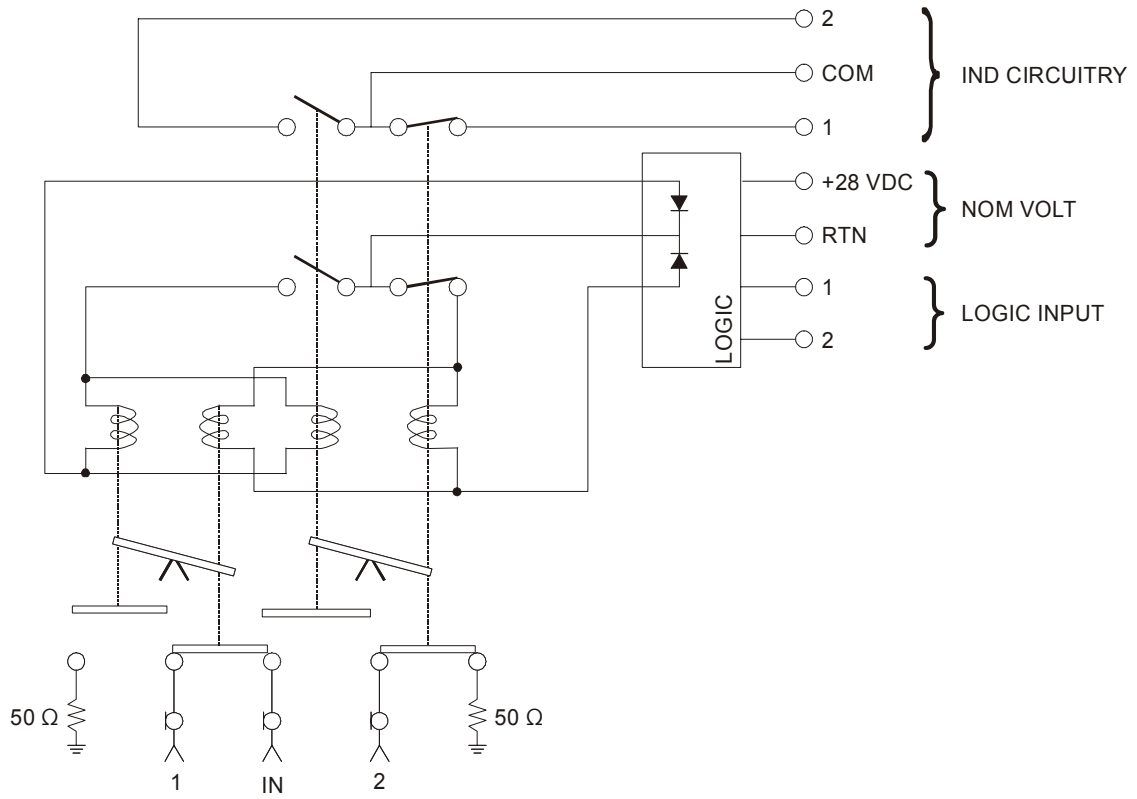 2
COM
IND CIRCUITRY
1
+28 VDC
NOM VOLT
RTN
1
LOGIC INPUT
2
LOGIC
50 Ω
50 Ω
1
IN
2